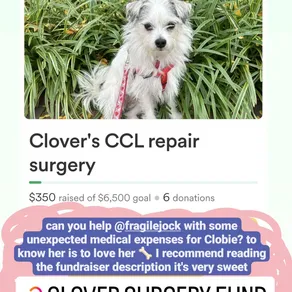 Clover's CCL repair
surgery
$350 raised of $6,500 goal • 6 donations
can you help @fragilejock with some
unexpected medical expenses for Clobie? to
know her is to love her 🦴 I recommend reading
the fundraiser description it's very sweet
CLOVER SURGERY FUND